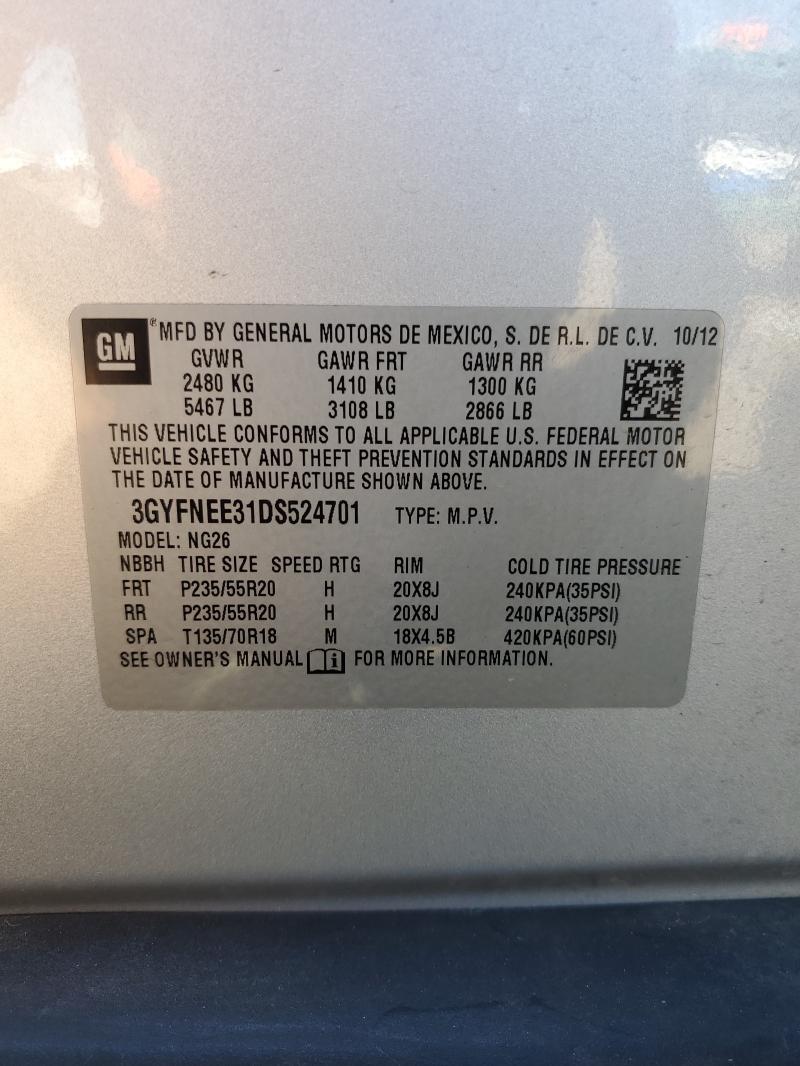 GM ® MFD BY GENERAL MOTORS DE MEXICO, S. DE R.L. DE C.V. 10/12
GVWR GAWR FRT GAWR RR
2480 KG 1410 KG 1300 KG
5467 LB 3108 LB 2866 LB
THIS VEHICLE CONFORMS TO ALL APPLICABLE U.S. FEDERAL MOTOR
VEHICLE SAFETY AND THEFT PREVENTION STANDARDS IN EFFECT ON
THE DATE OF MANUFACTURE SHOWN ABOVE.
3GYFNEE31DS524701 TYPE: M.P.V.
MODEL: NG26
NBBH TIRE SIZE SPEED RTG RIM COLD TIRE PRESSURE
FRT P235/55R20 H 20X8J 240KPA(35PSI)
RR P235/55R20 H 20X8J 240KPA(35PSI)
SPA T135/70R18 M 18X4.5B 420KPA(60PSI)
SEE OWNER'S MANUAL i FOR MORE INFORMATION.